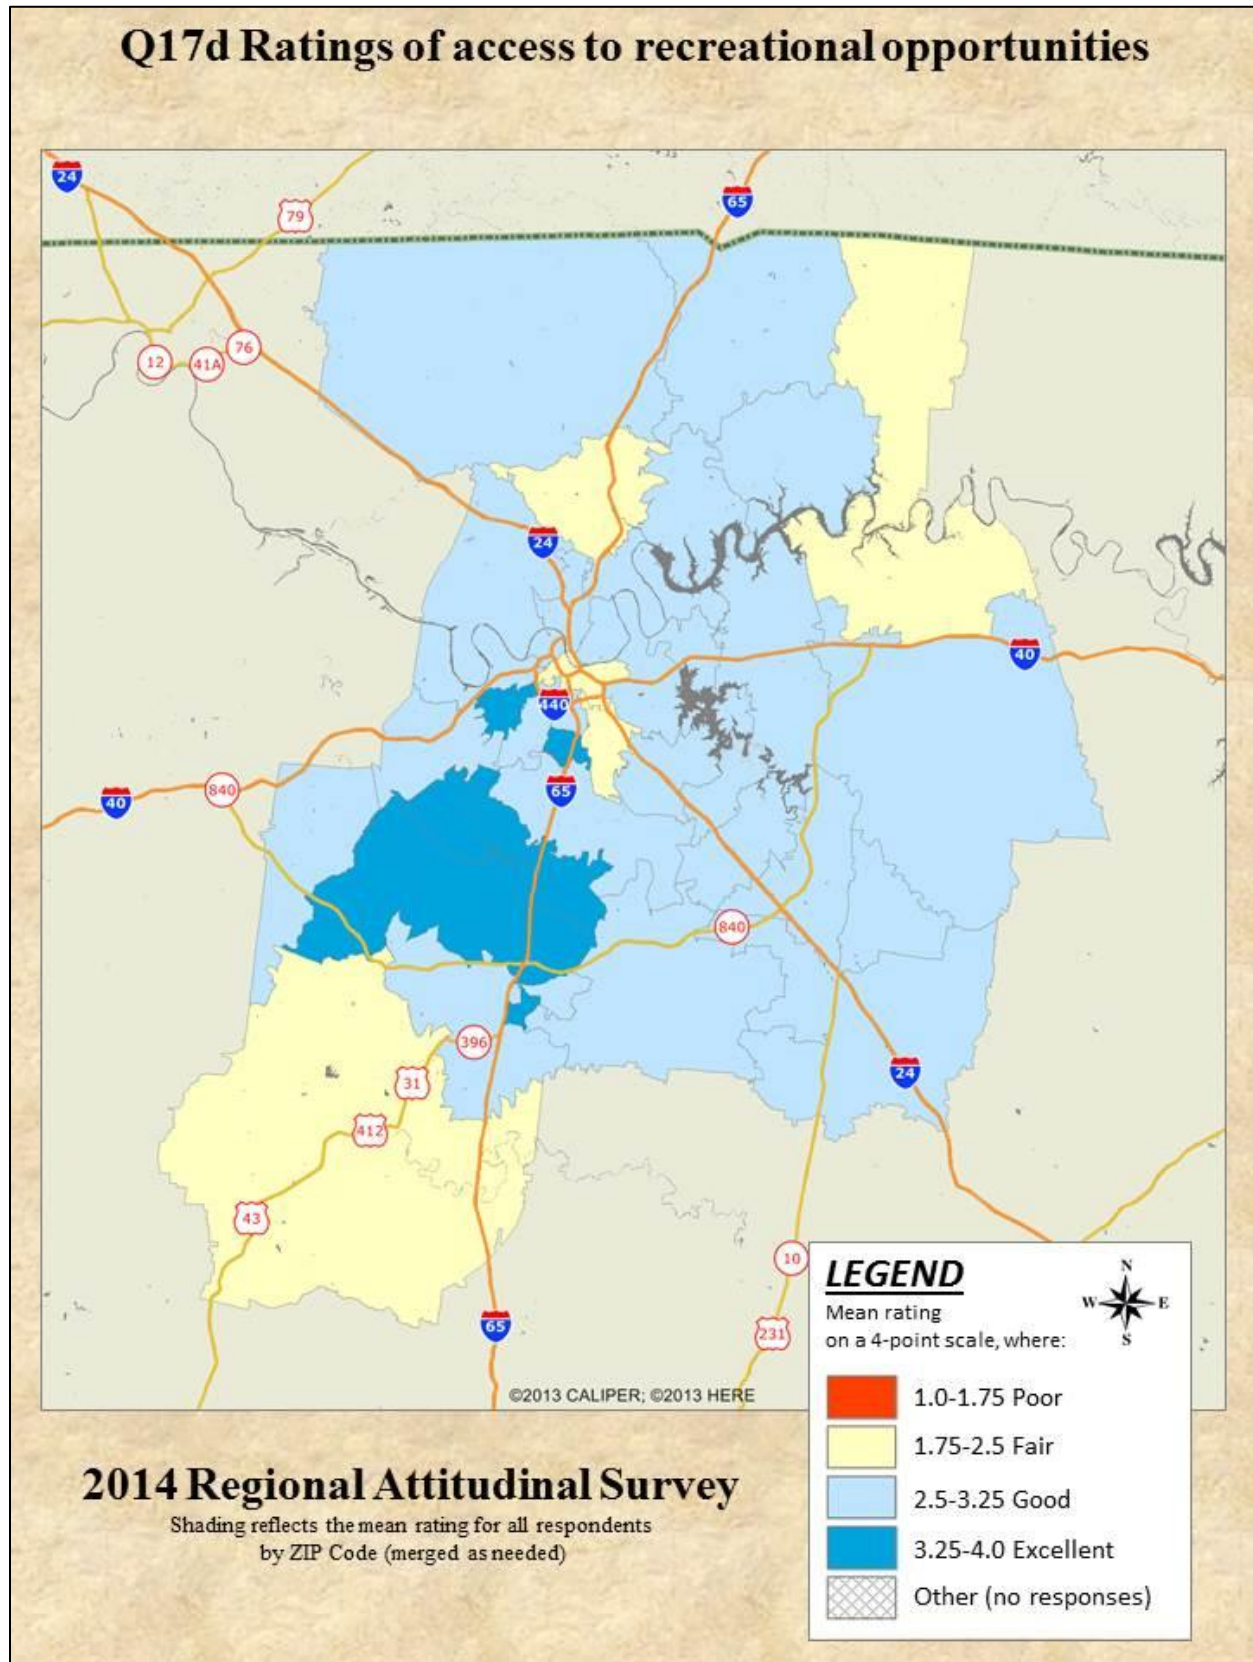 Q17d Ratings of access to recreational opportunities
24
79
65
12
41A
76
24
40
440
840
40
65
840
396
31
24
412
43
10
65
231
©2013 CALIPER; ©2013 HERE
LEGEND
Mean rating
on a 4-point scale, where:
N
W E
S
1.0-1.75 Poor
1.75-2.5 Fair
2.5-3.25 Good
3.25-4.0 Excellent
Other (no responses)
2014 Regional Attitudinal Survey
Shading reflects the mean rating for all respondents
by ZIP Code (merged as needed)